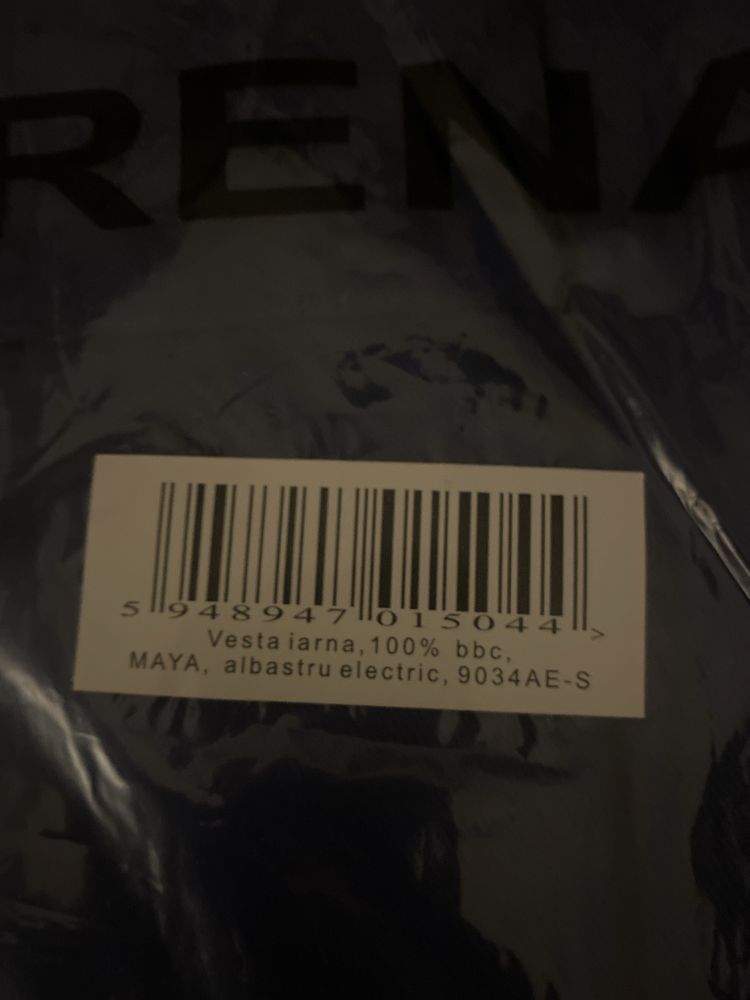 RENA
5 948947 015044 >
Vesta iarna,100% bbc,
MAYA, albastru electric, 9034AE-S